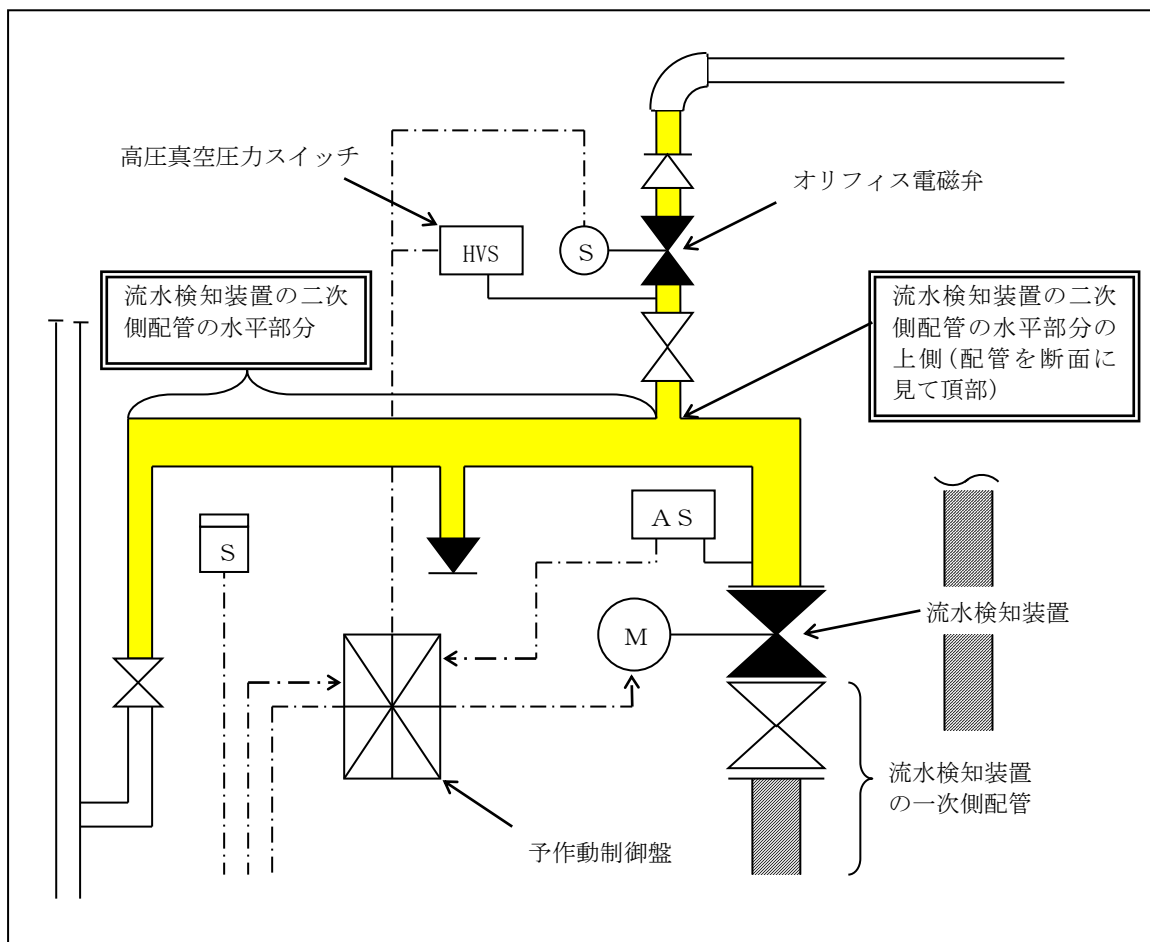 高圧真空圧力スイッチ
オリフィス電磁弁
HVS
S
流水検知装置の二次
側配管の水平部分
流水検知装置の二次
側配管の水平部分の
上側(配管を断面に
見て頂部)
AS
S
流水検知装置
M
流水検知装置
の一次側配管
予作動制御盤